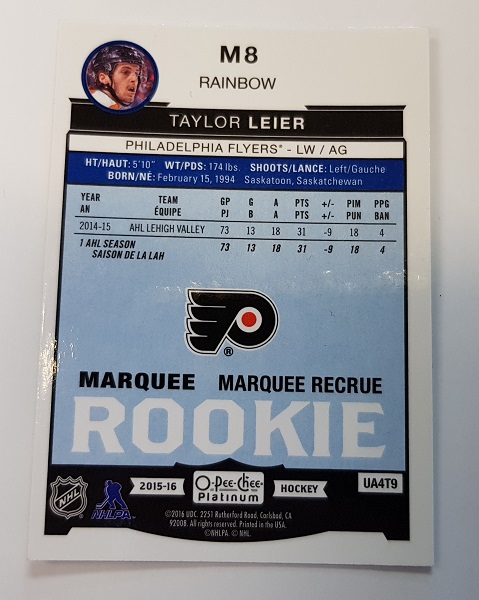 M8
RAINBOW
TAYLOR LEIER
PHILADELPHIA FLYERS® - LW / AG
HT/HAUT: 5'10" WT/PDS: 174 lbs. SHOOTS/LANCE: Left/Gauche
BORN/NÉ: February 15, 1994 Saskatoon, Saskatchewan
YEAR TEAM GP G A PTS +/- PIM PPG
AN ÉQUIPE PJ B A PTS +/- PUN BAN
2014-15 AHL LEHIGH VALLEY 73 13 18 31 -9 18 4
1 AHL SEASON 73 13 18 31 -9 18 4
SAISON DE LA LAH
®
MARQUEE MARQUEE RECRUE
ROOKIE
NHL NHLPA 2015-16 O-Pee-Chee Platinum HOCKEY UA4T9
©2016 UDC. 2251 Rutherford Road, Carlsbad, CA
92008. All rights reserved. Printed in the USA.
©NHLPA. © NHL.